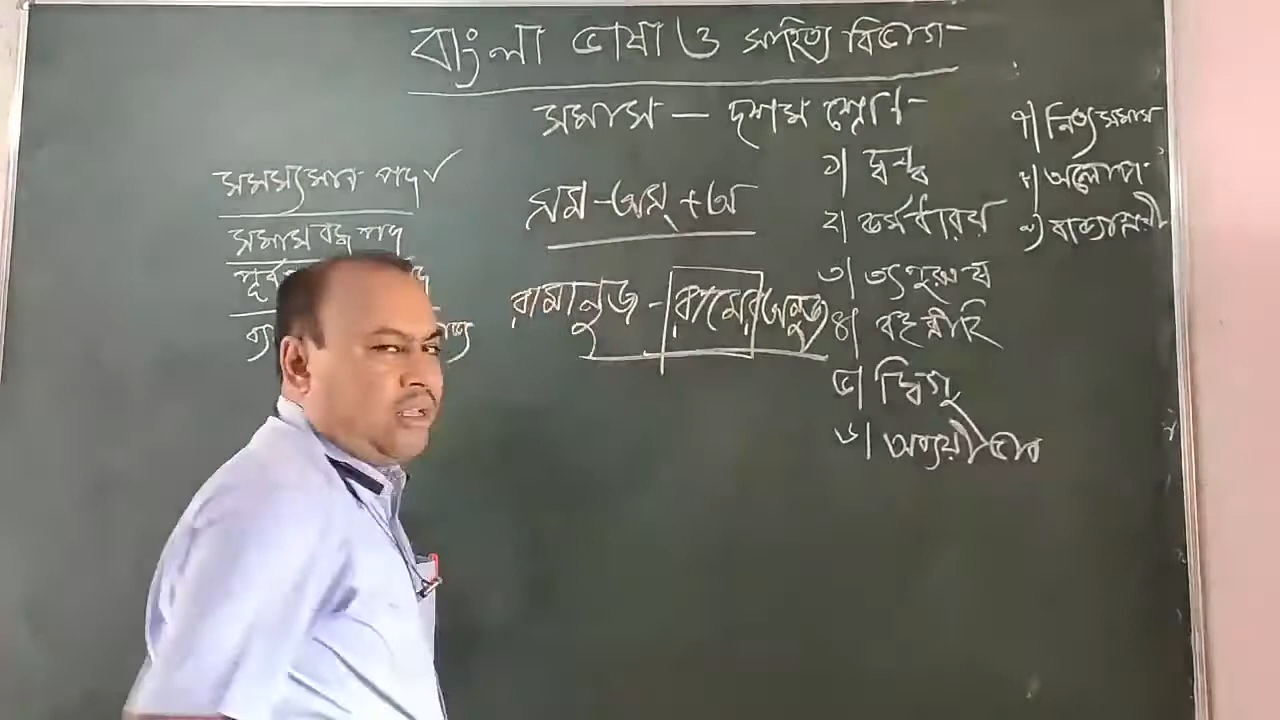 বাংলা ভাষা ও সাহিত্য বিভাগ
সমাস – দশম শ্রেণি
সমস্যমান পদ ✓
সমাসবদ্ধ পদ
পূর্ব
সম-অস্+অ
রামানুজ - রামের অনুজ
১| দ্বন্দ্ব
২| কর্মধারয়
৩| তৎপুরুষ
৪| বহুব্রীহি
৫| দ্বিগু
৬| অব্যয়ীভাব
৭| নিত্যসমাস
৮| অলোপ
৯) বাক্যাশ্রয়ী